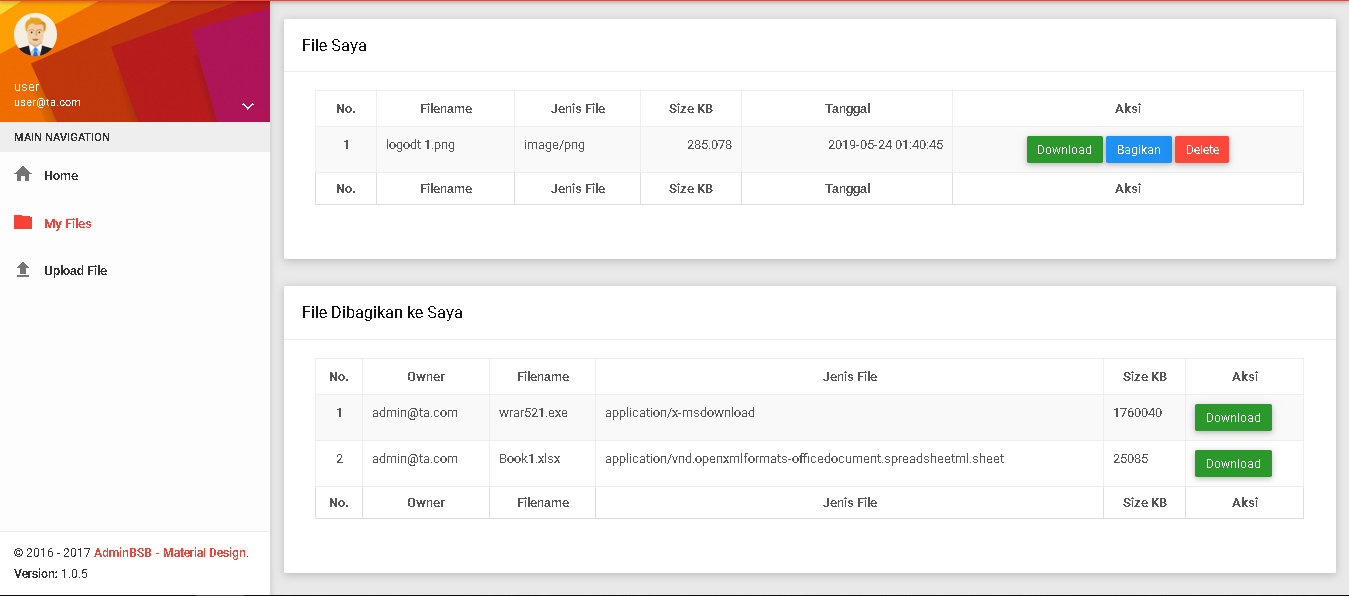 user
user@ta.com
MAIN NAVIGATION
Home
My Files
Upload File
© 2016 - 2017 AdminBSB - Material Design.
Version: 1.0.5
File Saya
No. Filename Jenis File Size KB Tanggal Aksi
1 logodt 1.png image/png 285.078 2019-05-24 01:40:45 Download Bagikan Delete
No. Filename Jenis File Size KB Tanggal Aksi
File Dibagikan ke Saya
No. Owner Filename Jenis File Size KB Aksi
1 admin@ta.com wrar521.exe application/x-msdownload 1760040 Download
2 admin@ta.com Book1.xlsx application/vnd.openxmlformats-officedocument.spreadsheetml.sheet 25085 Download
No. Owner Filename Jenis File Size KB Aksi